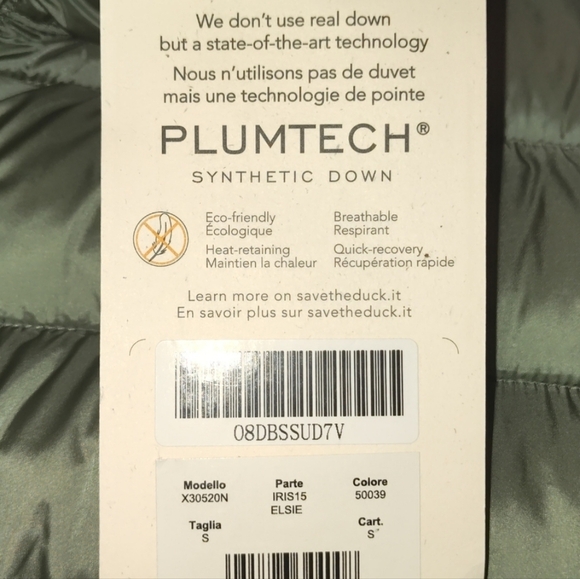 We don't use real down
but a state-of-the-art technology
Nous n'utilisons pas de duvet
mais une technologie de pointe
PLUMTECH®
SYNTHETIC DOWN
Eco-friendly
Écologique
Breathable
Respirant
Heat-retaining
Maintien la chaleur
Quick-recovery
Récupération rapide
Learn more on savetheduck.it
En savoir plus sur savetheduck.it
08DBSSUD7V
Modello Parte Colore
X30520N IRIS15 50039
ELSIE
Taglia Cart.
S S